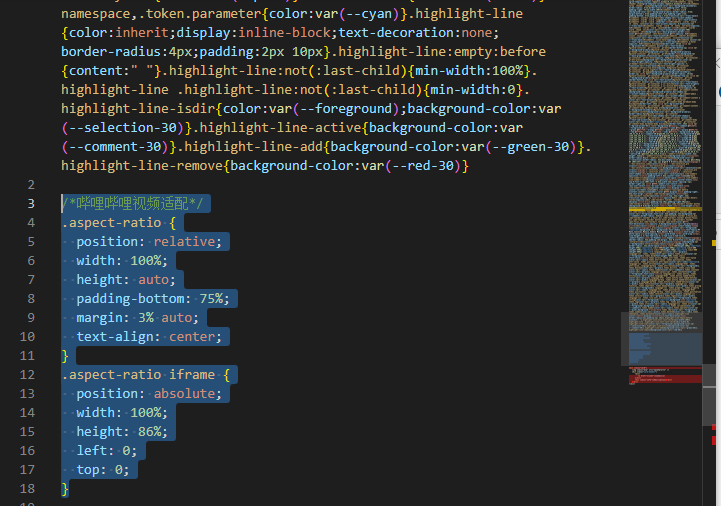 namespace,.token.parameter{color:var(--cyan)}.highlight-line
{color:inherit;display:inline-block;text-decoration:none;
border-radius:4px;padding:2px 10px}.highlight-line:empty:before
{content:" "}.highlight-line:not(:last-child){min-width:100%}.
highlight-line .highlight-line:not(:last-child){min-width:0}.
highlight-line-isdir{color:var(--foreground);background-color:var
(--selection-30)}.highlight-line-active{background-color:var
(--comment-30)}.highlight-line-add{background-color:var(--green-30)}.
highlight-line-remove{background-color:var(--red-30)}
2
3 /*哔哩哔哩视频适配*/
4 .aspect-ratio {
5 position: relative;
6 width: 100%;
7 height: auto;
8 padding-bottom: 75%;
9 margin: 3% auto;
10 text-align: center;
11 }
12 .aspect-ratio iframe {
13 position: absolute;
14 width: 100%;
15 height: 86%;
16 left: 0;
17 top: 0;
18 }